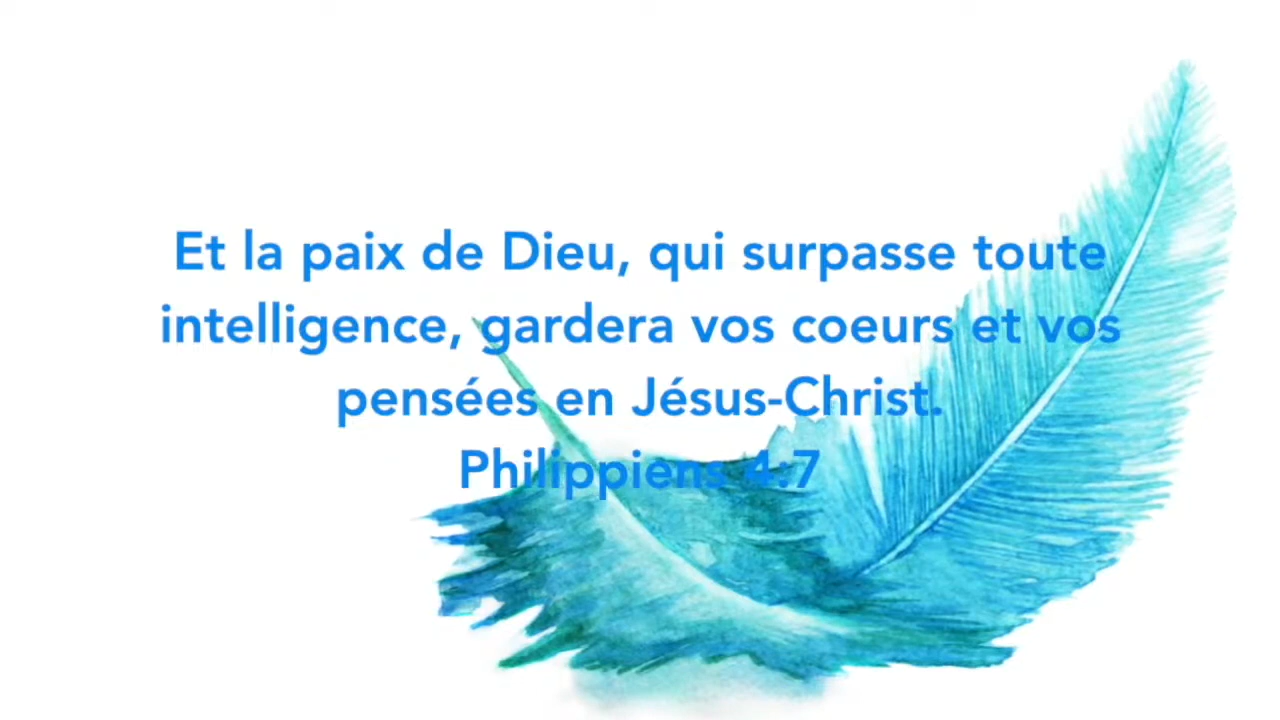 Et la paix de Dieu, qui surpasse toute
intelligence, gardera vos coeurs et vos
pensées en Jésus-Christ.
Philippiens 4:7